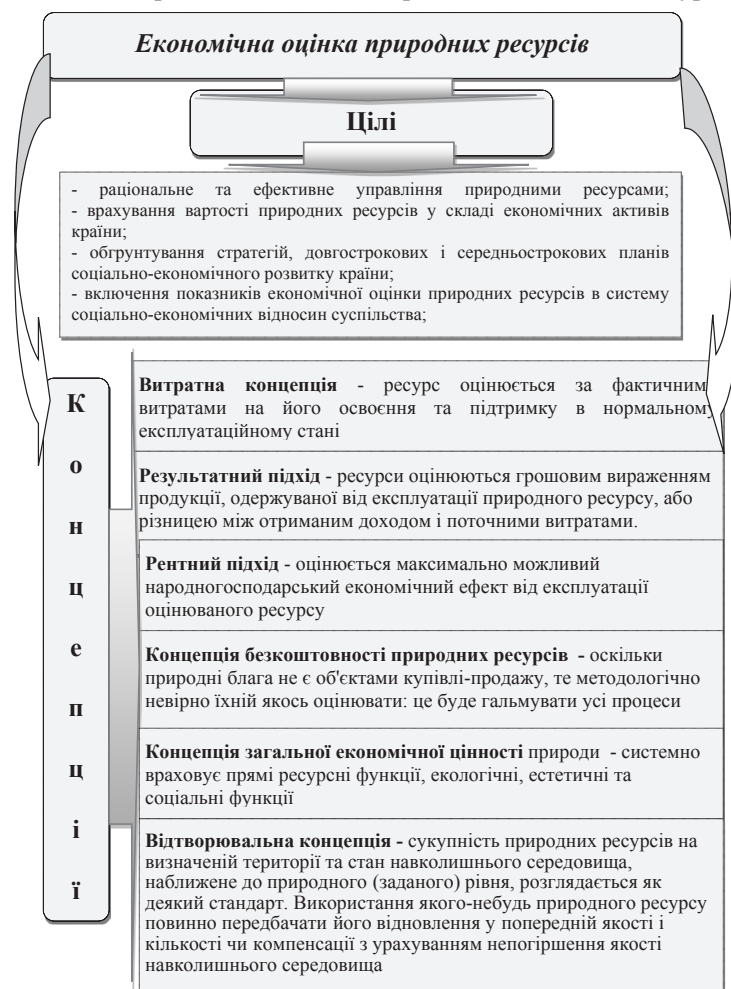 Економічна оцінка природних ресурсів
Цілі
- раціональне та ефективне управління природними ресурсами;
- врахування вартості природних ресурсів у складі економічних активів
країни;
- обгрунтування стратегій, довгострокових і середньострокових планів
соціально-економічного розвитку країни;
- включення показників економічної оцінки природних ресурсів в систему
соціально-економічних відносин суспільства;
Концепції
Витратна концепція - ресурс оцінюється за фактичним
витратами на його освоєння та підтримку в нормальному
експлуатаційному стані
Результатний підхід - ресурси оцінюються грошовим вираженням
продукції, одержуваної від експлуатації природного ресурсу, або
різницею між отриманим доходом і поточними витратами.
Рентний підхід - оцінюється максимально можливий
народногосподарський економічний ефект від експлуатації
оцінюваного ресурсу
Концепція безкоштовності природних ресурсів - оскільки
природні блага не є об'єктами купівлі-продажу, те методологічно
невірно їхній якось оцінювати: це буде гальмувати усі процеси
Концепція загальної економічної цінності природи - системно
враховує прямі ресурсні функції, екологічні, естетичні та
соціальні функції
Відтворювальна концепція - сукупність природних ресурсів на
визначеній території та стан навколишнього середовища,
наближене до природного (заданого) рівня, розглядається як
деякий стандарт. Використання якого-небудь природного ресурсу
повинно передбачати його відновлення у попередній якості і
кількості чи компенсації з урахуванням непогіршення якості
навколишнього середовища